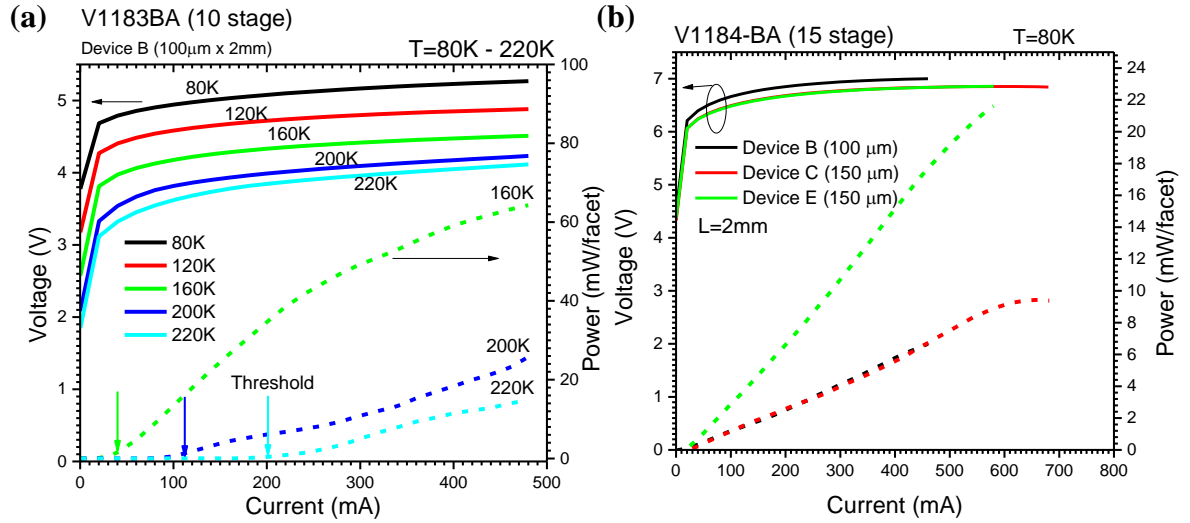 (a)
V1183BA (10 stage)
Device B (100μm x 2mm)
T=80K - 220K
80K
120K
160K
200K
220K
160K
80K
120K
160K
200K
220K
Threshold
200K
220K
Voltage (V)
0
1
2
3
4
5
Power (mW/facet)
0
20
40
60
80
100
0
100
200
300
400
500
Current (mA)
(b)
V1184-BA (15 stage)
T=80K
Device B (100 μm)
Device C (150 μm)
Device E (150 μm)
L=2mm
Voltage (V)
0
1
2
3
4
5
6
7
Power (mW/facet)
0
2
4
6
8
10
12
14
16
18
20
22
24
0
100
200
300
400
500
600
700
800
Current (mA)